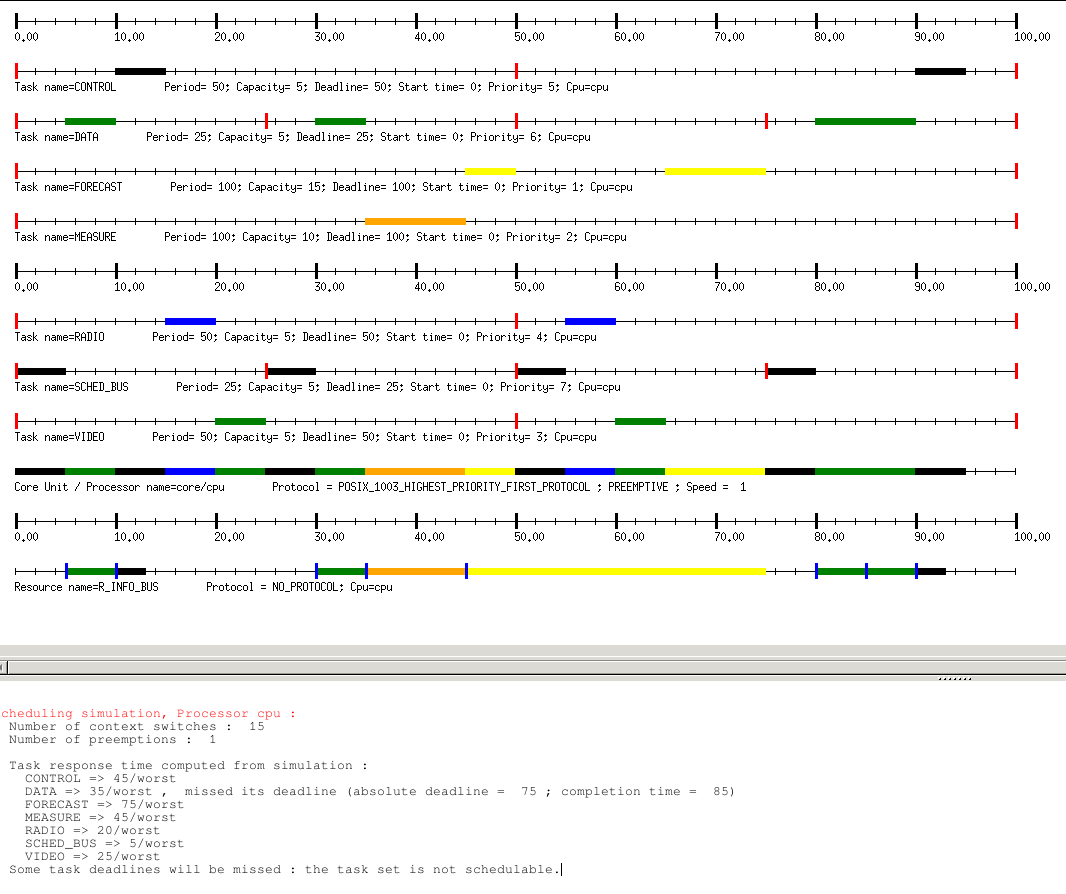 0.00 10.00 20.00 30.00 40.00 50.00 60.00 70.00 80.00 90.00 100.00
Task name=CONTROL Period= 50; Capacity= 5; Deadline= 50; Start time= 0; Priority= 5; Cpu=cpu
Task name=DATA Period= 25; Capacity= 5; Deadline= 25; Start time= 0; Priority= 6; Cpu=cpu
Task name=FORECAST Period= 100; Capacity= 15; Deadline= 100; Start time= 0; Priority= 1; Cpu=cpu
Task name=MEASURE Period= 100; Capacity= 10; Deadline= 100; Start time= 0; Priority= 2; Cpu=cpu
0.00 10.00 20.00 30.00 40.00 50.00 60.00 70.00 80.00 90.00 100.00
Task name=RADIO Period= 50; Capacity= 5; Deadline= 50; Start time= 0; Priority= 4; Cpu=cpu
Task name=SCHED_BUS Period= 25; Capacity= 5; Deadline= 25; Start time= 0; Priority= 7; Cpu=cpu
Task name=VIDEO Period= 50; Capacity= 5; Deadline= 50; Start time= 0; Priority= 3; Cpu=cpu
Core Unit / Processor name=core/cpu Protocol = POSIX_1003_HIGHEST_PRIORITY_FIRST_PROTOCOL ; PREEMPTIVE ; Speed = 1
0.00 10.00 20.00 30.00 40.00 50.00 60.00 70.00 80.00 90.00 100.00
Resource name=R_INFO_BUS Protocol = NO_PROTOCOL; Cpu=cpu
cheduling simulation, Processor cpu :
Number of context switches : 15
Number of preemptions : 1
Task response time computed from simulation :
CONTROL => 45/worst
DATA => 35/worst , missed its deadline (absolute deadline = 75 ; completion time = 85)
FORECAST => 75/worst
MEASURE => 45/worst
RADIO => 20/worst
SCHED_BUS => 5/worst
VIDEO => 25/worst
Some task deadlines will be missed : the task set is not schedulable.